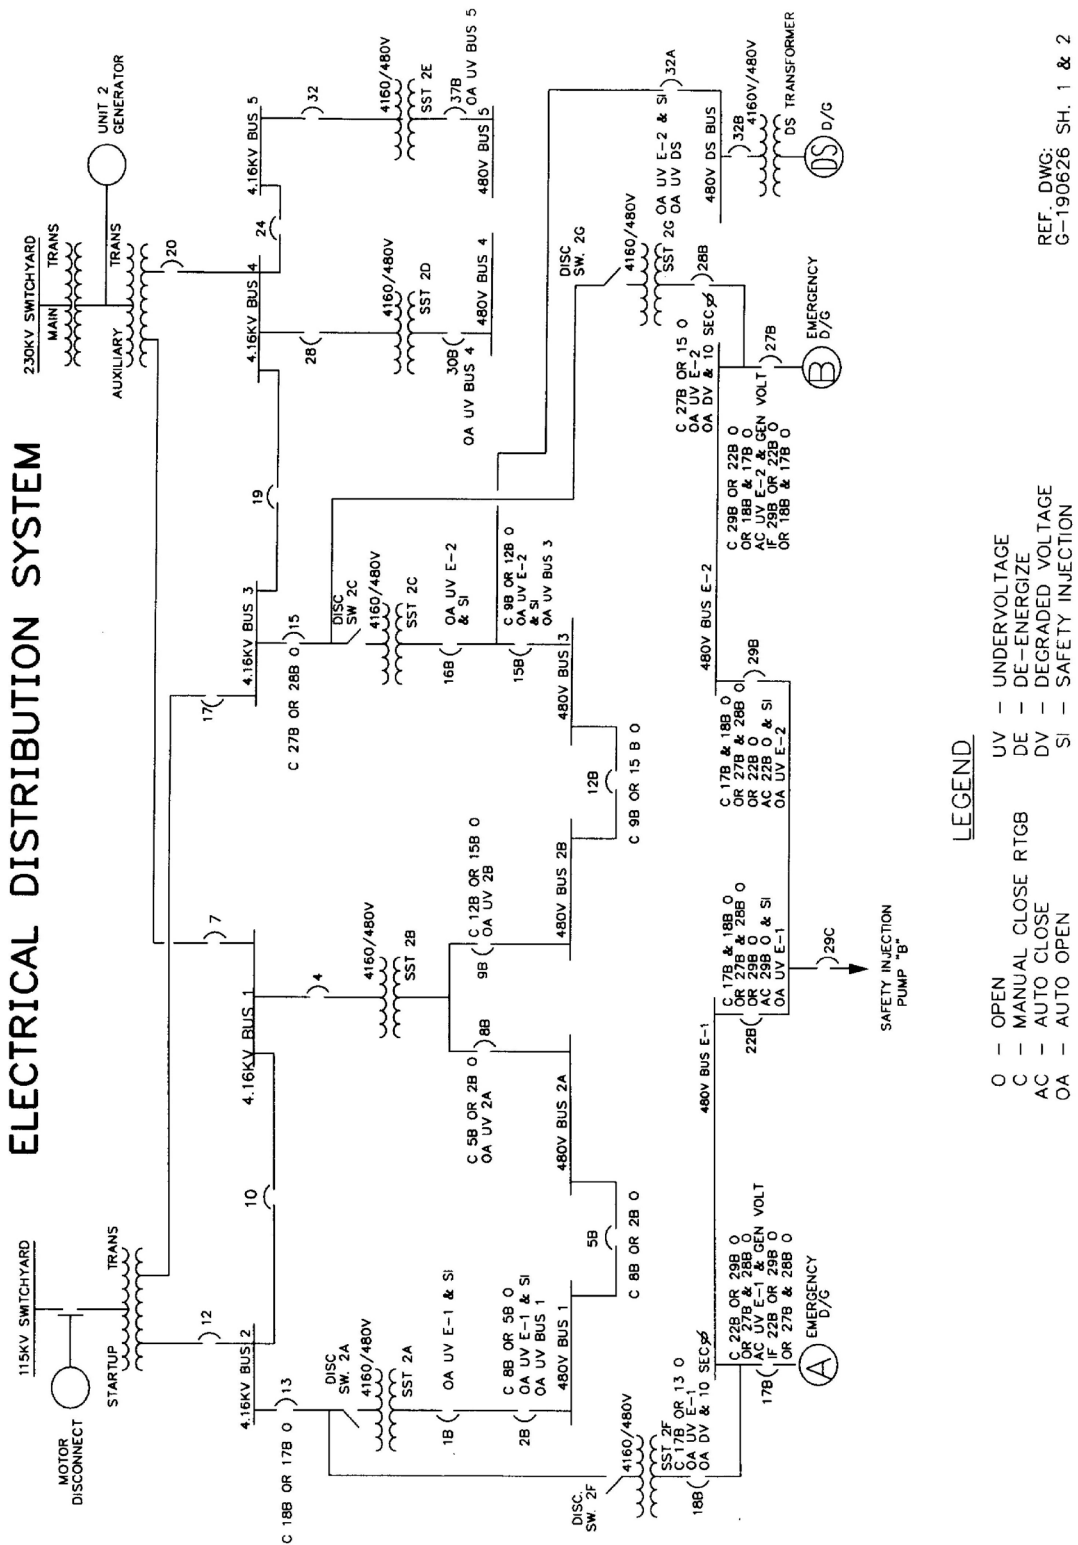 ELECTRICAL DISTRIBUTION SYSTEM
115KV SWITCHYARD
MOTOR
DISCONNECT
STARTUP
TRANS
12
10
4.16KV BUS 2
13
C 18B OR 17B O
DISC
SW. 2A
4160/480V
SST 2A
1B
OA UV E-1 & SI
2B
C 8B OR 5B O
OA UV E-1 & SI
OA UV BUS 1
480V BUS 1
5B
C 8B OR 2B O
DISC.
SW. 2F
4160/480V
SST 2F
18B
C 17B OR 13 O
OA UV E-1
OA DV & 10 SEC
17B
C 22B OR 29B O
OR 27B & 28B O
AC UV E-1 & GEN VOLT
IF 22B OR 29B O
OR 27B & 28B O
A
EMERGENCY
D/G
7
4.16KV BUS 1
4
4160/480V
SST 2B
8B
C 5B OR 2B O
OA UV 2A
480V BUS 2A
9B
C 12B OR 15B O
OA UV 2B
480V BUS 2B
12B
C 9B OR 15 B O
480V BUS E-1
22B
C 17B & 18B O
OR 27B & 28B O
OR 29B O
AC 29B O & SI
OA UV E-1
29C
SAFETY INJECTION
PUMP "B"
17
19
4.16KV BUS 3
15
C 27B OR 28B O
DISC
SW 2C
4160/480V
SST 2C
16B
OA UV E-2
& SI
15B
C 9B OR 12B O
OA UV E-2
& SI
OA UV BUS 3
480V BUS 3
480V BUS E-2
29B
C 17B & 18B O
OR 27B & 28B O
OR 22B O
AC 22B O & SI
OA UV E-2
230KV SWITCHYARD
MAIN
TRANS
UNIT 2
GENERATOR
AUXILIARY
TRANS
20
4.16KV BUS 4
24
4.16KV BUS 5
28
4160/480V
SST 2D
30B
OA UV BUS 4
480V BUS 4
32
4160/480V
SST 2E
37B
OA UV BUS 5
480V BUS 5
DISC
SW. 2G
4160/480V
SST 2G
28B
C 27B OR 15 O
OA UV E-2
OA DV & 10 SEC
27B
C 29B OR 22B O
OR 18B & 17B O
AC UV E-2 & GEN VOLT
IF 29B OR 22B O
OR 18B & 17B O
B
EMERGENCY
D/G
32A
OA UV E-2 & SI
OA UV DS
480V DS BUS
32B
4160V/480V
DS TRANSFORMER
DS
D/G
LEGEND
O - OPEN
C - MANUAL CLOSE RTGB
AC - AUTO CLOSE
OA - AUTO OPEN
UV - UNDERVOLTAGE
DE - DE-ENERGIZE
DV - DEGRADED VOLTAGE
SI - SAFETY INJECTION
REF. DWG:
G-190626 SH. 1 & 2